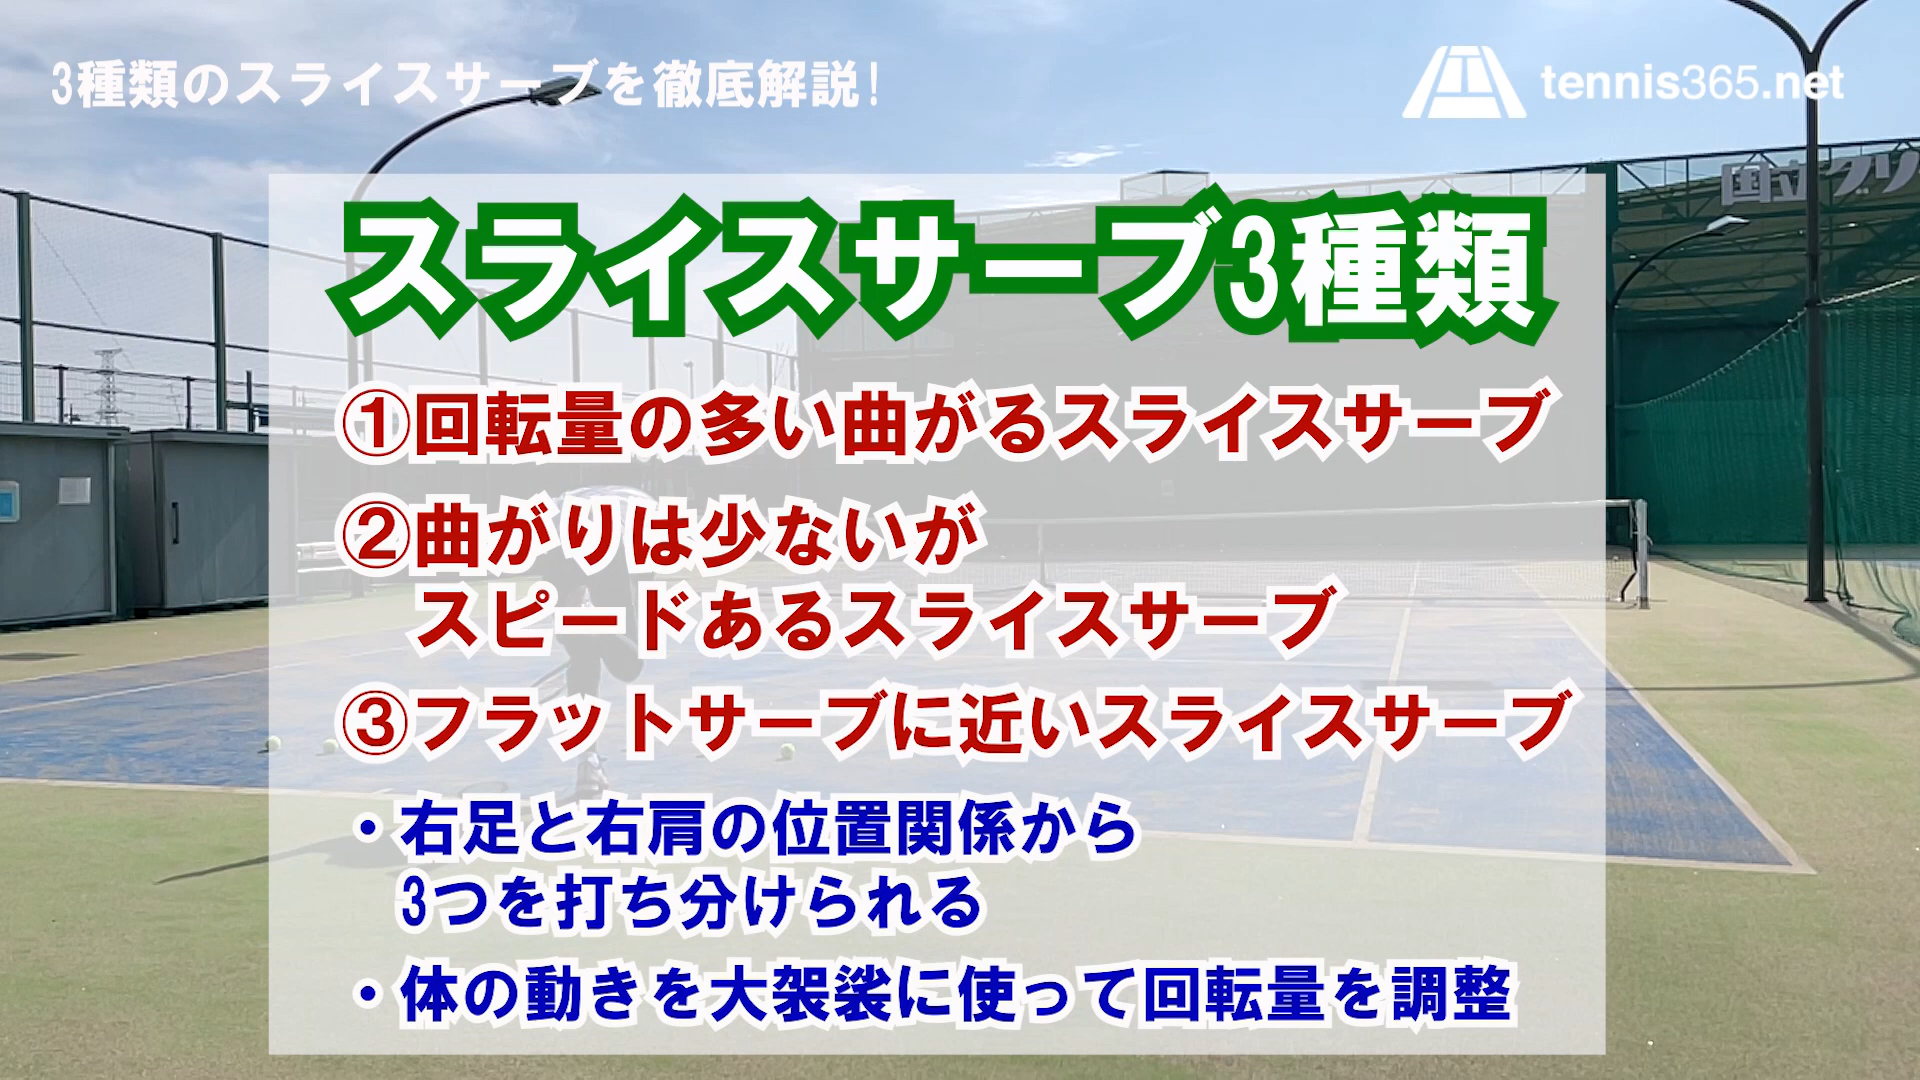 3種類のスライスサーブを徹底解説!
tennis365.net
国立クリ
スライスサーブ3種類
①回転量の多い曲がるスライスサーブ
②曲がりは少ないが
スピードあるスライスサーブ
③フラットサーブに近いスライスサーブ
・右足と右肩の位置関係から
3つを打ち分けられる
・体の動きを大袈裟に使って回転量を調整